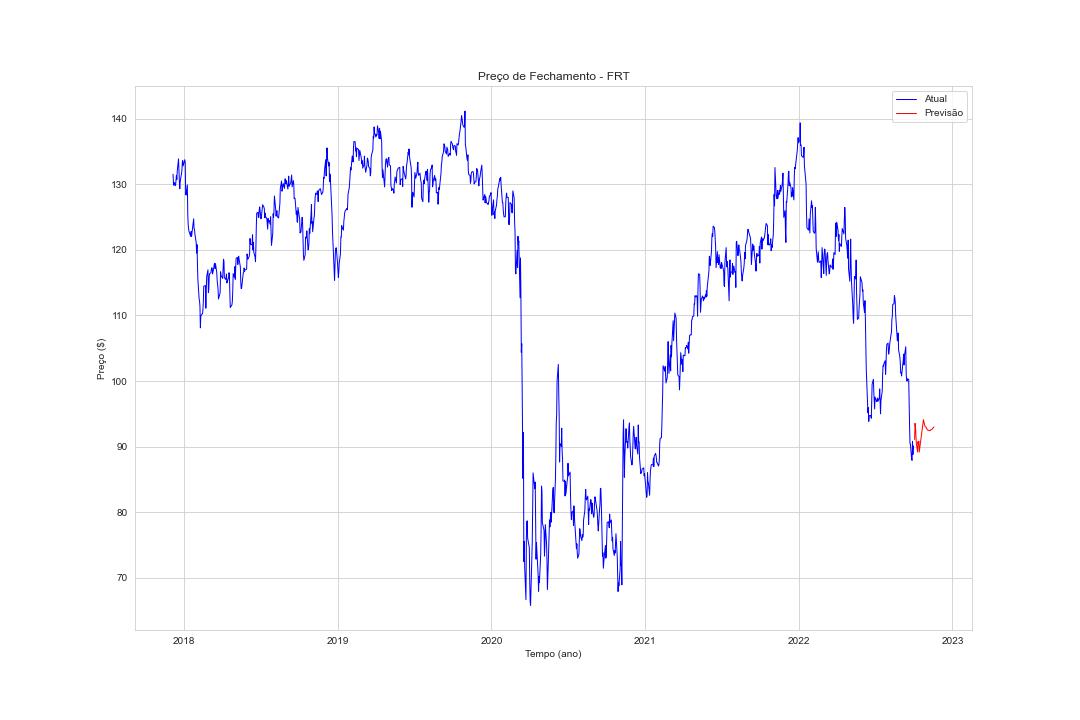 Preço de Fechamento - FRT
Atual
Previsão
140
130
120
110
100
90
80
70
Preço ($)
2018 2019 2020 2021 2022 2023
Tempo (ano)